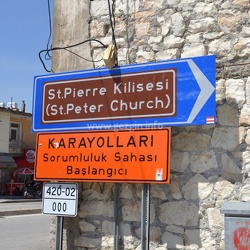 St.Pierre Kilisesi
(St.Peter Church)
KARAYOLLARI
Sorumluluk Sahası
Başlangıcı
420-02
000